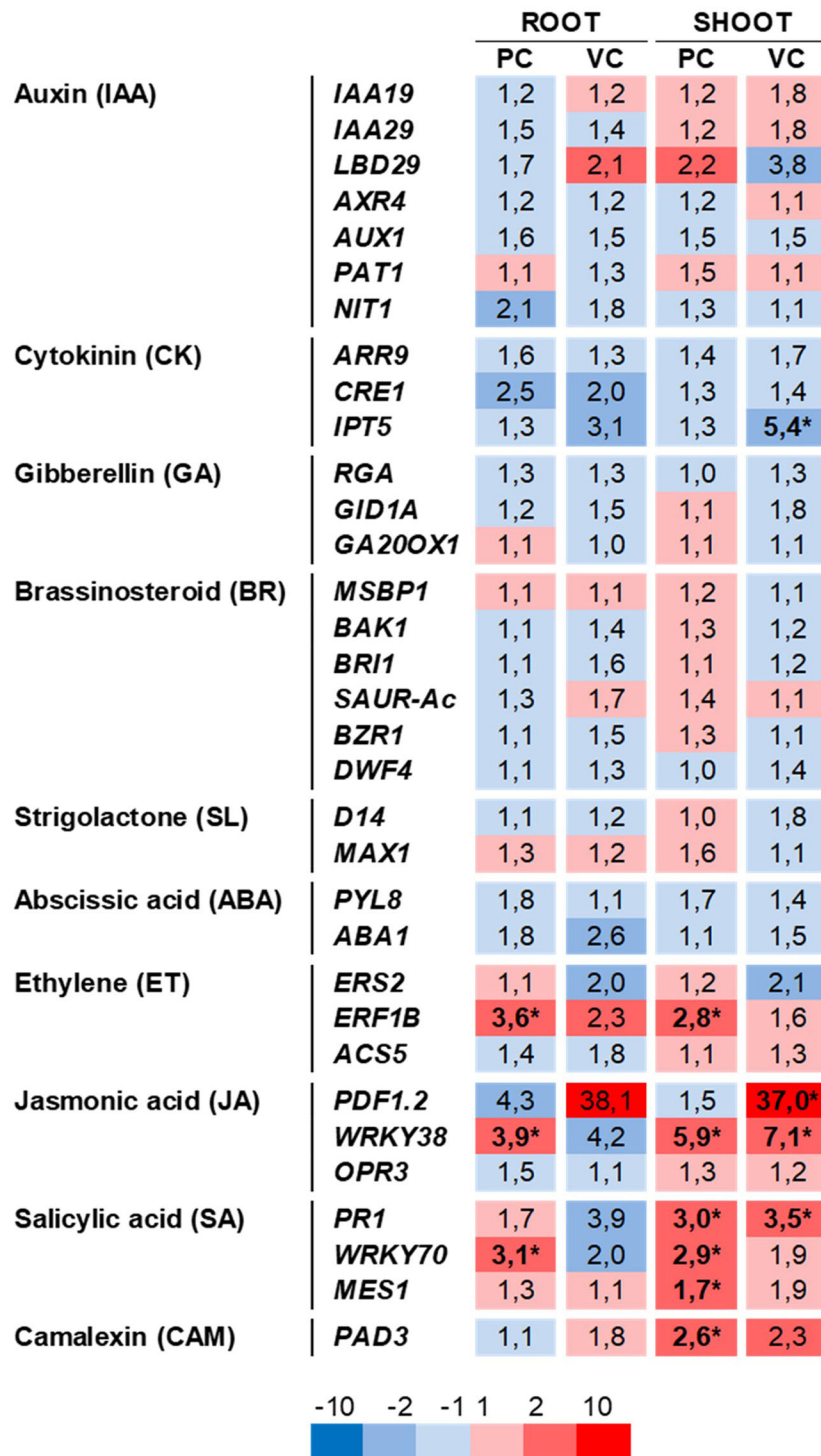 ROOT SHOOT
PC VC PC VC
Auxin (IAA) IAA19 1,2 1,2 1,2 1,8
IAA29 1,5 1,4 1,2 1,8
LBD29 1,7 2,1 2,2 3,8
AXR4 1,2 1,2 1,2 1,1
AUX1 1,6 1,5 1,5 1,5
PAT1 1,1 1,3 1,5 1,1
NIT1 2,1 1,8 1,3 1,1
Cytokinin (CK) ARR9 1,6 1,3 1,4 1,7
CRE1 2,5 2,0 1,3 1,4
IPT5 1,3 3,1 1,3 5,4*
Gibberellin (GA) RGA 1,3 1,3 1,0 1,3
GID1A 1,2 1,5 1,1 1,8
GA20OX1 1,1 1,0 1,1 1,1
Brassinosteroid (BR) MSBP1 1,1 1,1 1,2 1,1
BAK1 1,1 1,4 1,3 1,2
BRI1 1,1 1,6 1,1 1,2
SAUR-Ac 1,3 1,7 1,4 1,1
BZR1 1,1 1,5 1,3 1,1
DWF4 1,1 1,3 1,0 1,4
Strigolactone (SL) D14 1,1 1,2 1,0 1,8
MAX1 1,3 1,2 1,6 1,1
Abscissic acid (ABA) PYL8 1,8 1,1 1,7 1,4
ABA1 1,8 2,6 1,1 1,5
Ethylene (ET) ERS2 1,1 2,0 1,2 2,1
ERF1B 3,6* 2,3 2,8* 1,6
ACS5 1,4 1,8 1,1 1,3
Jasmonic acid (JA) PDF1.2 4,3 38,1 1,5 37,0*
WRKY38 3,9* 4,2 5,9* 7,1*
OPR3 1,5 1,1 1,3 1,2
Salicylic acid (SA) PR1 1,7 3,9 3,0* 3,5*
WRKY70 3,1* 2,0 2,9* 1,9
MES1 1,3 1,1 1,7* 1,9
Camalexin (CAM) PAD3 1,1 1,8 2,6* 2,3
-10 -2 -1 1 2 10